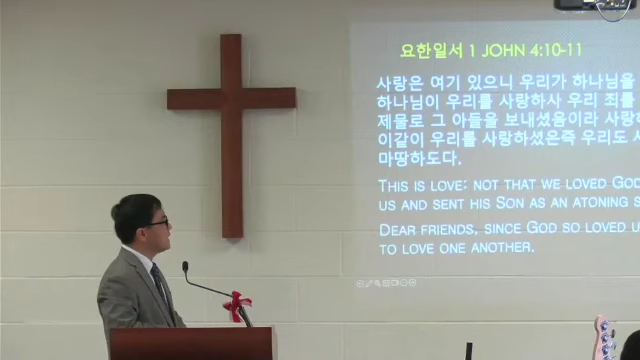 요한일서 1 JOHN 4:10-11
사랑은 여기 있으니 우리가 하나님을
하나님이 우리를 사랑하사 우리 죄를
제물로 그 아들을 보내셨음이라 사랑하
이같이 우리를 사랑하셨은즉 우리도 서
마땅하도다.
THIS IS LOVE: NOT THAT WE LOVED GOD
US AND SENT HIS SON AS AN ATONING S
DEAR FRIENDS, SINCE GOD SO LOVED U
TO LOVE ONE ANOTHER.